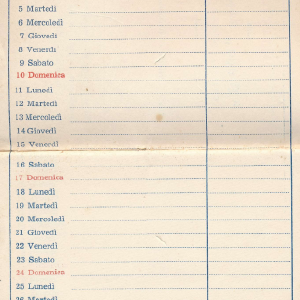 5 Martedì
6 Mercoledì
7 Giovedì
8 Venerdì
9 Sabato
10 Domenica
11 Lunedì
12 Martedì
13 Mercoledì
14 Giovedì
15 Venerdì
16 Sabato
17 Domenica
18 Lunedì
19 Martedì
20 Mercoledì
21 Giovedì
22 Venerdì
23 Sabato
24 Domenica
25 Lunedì
26 Martedì